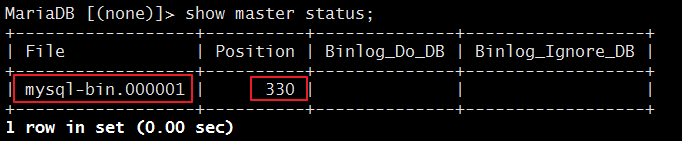 MariaDB [(none)]> show master status;
+------------------+----------+--------------+------------------+
| File             | Position | Binlog_Do_DB | Binlog_Ignore_DB |
+------------------+----------+--------------+------------------+
| mysql-bin.000001 |      330 |              |                  |
+------------------+----------+--------------+------------------+
1 row in set (0.00 sec)